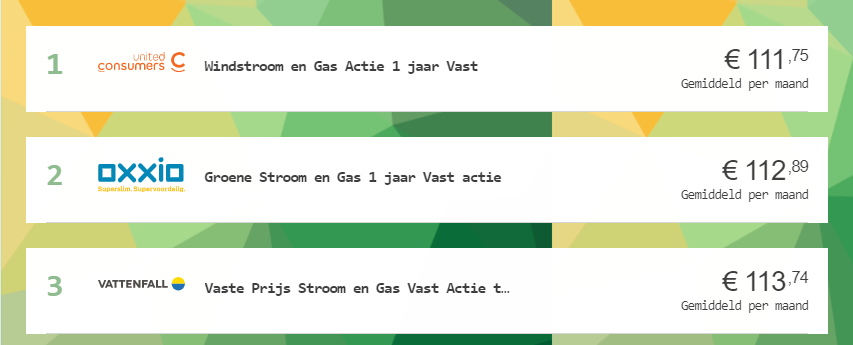 1
united
consumers
Windstroom en Gas Actie 1 jaar Vast
€ 111,75
Gemiddeld per maand
2
oxxio
Superslim. Supervoordelig.
Groene Stroom en Gas 1 jaar Vast actie
€ 112,89
Gemiddeld per maand
3
VATTENFALL
Vaste Prijs Stroom en Gas Vast Actie t…
€ 113,74
Gemiddeld per maand